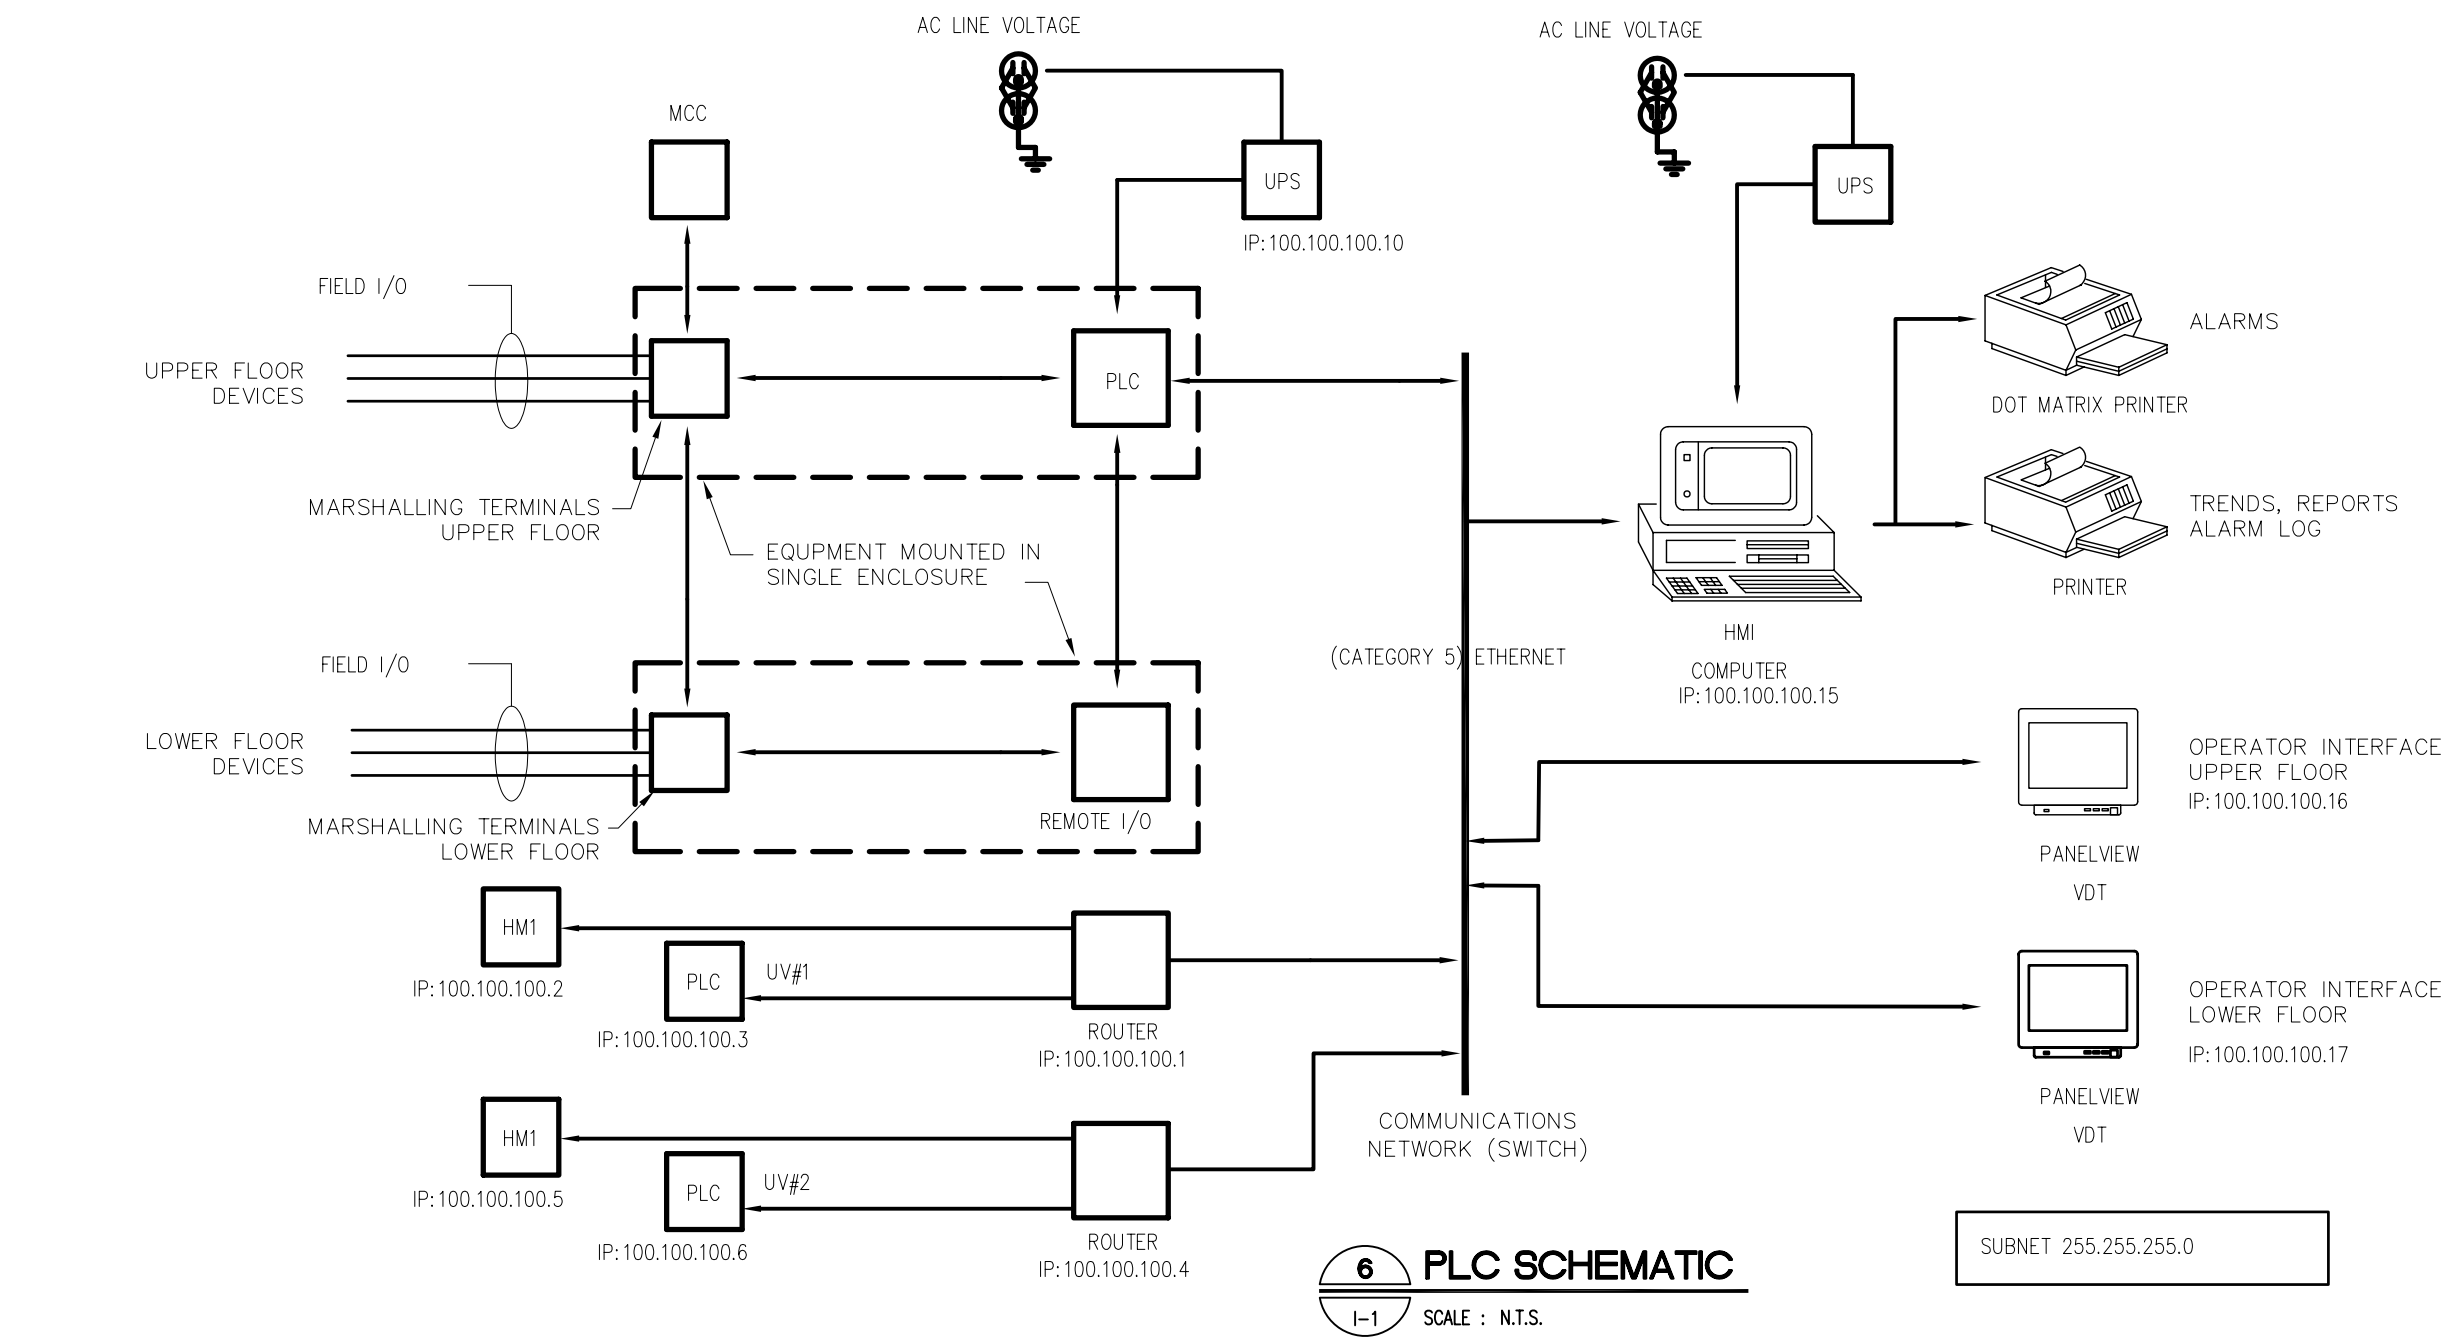 AC LINE VOLTAGE
AC LINE VOLTAGE
MCC
UPS
UPS
IP:100.100.100.10
FIELD I/O
UPPER FLOOR
DEVICES
PLC
ALARMS
DOT MATRIX PRINTER
MARSHALLING TERMINALS
UPPER FLOOR
EQUPMENT MOUNTED IN
SINGLE ENCLOSURE
TRENDS, REPORTS
ALARM LOG
PRINTER
HMI
COMPUTER
IP:100.100.100.15
(CATEGORY 5) ETHERNET
FIELD I/O
LOWER FLOOR
DEVICES
MARSHALLING TERMINALS
LOWER FLOOR
REMOTE I/O
OPERATOR INTERFACE
UPPER FLOOR
IP:100.100.100.16
PANELVIEW
VDT
HM1
IP:100.100.100.2
PLC
UV#1
IP:100.100.100.3
ROUTER
IP:100.100.100.1
OPERATOR INTERFACE
LOWER FLOOR
IP:100.100.100.17
PANELVIEW
VDT
COMMUNICATIONS
NETWORK (SWITCH)
HM1
IP:100.100.100.5
PLC
UV#2
IP:100.100.100.6
ROUTER
IP:100.100.100.4
SUBNET 255.255.255.0
6
PLC SCHEMATIC
I-1
SCALE : N.T.S.